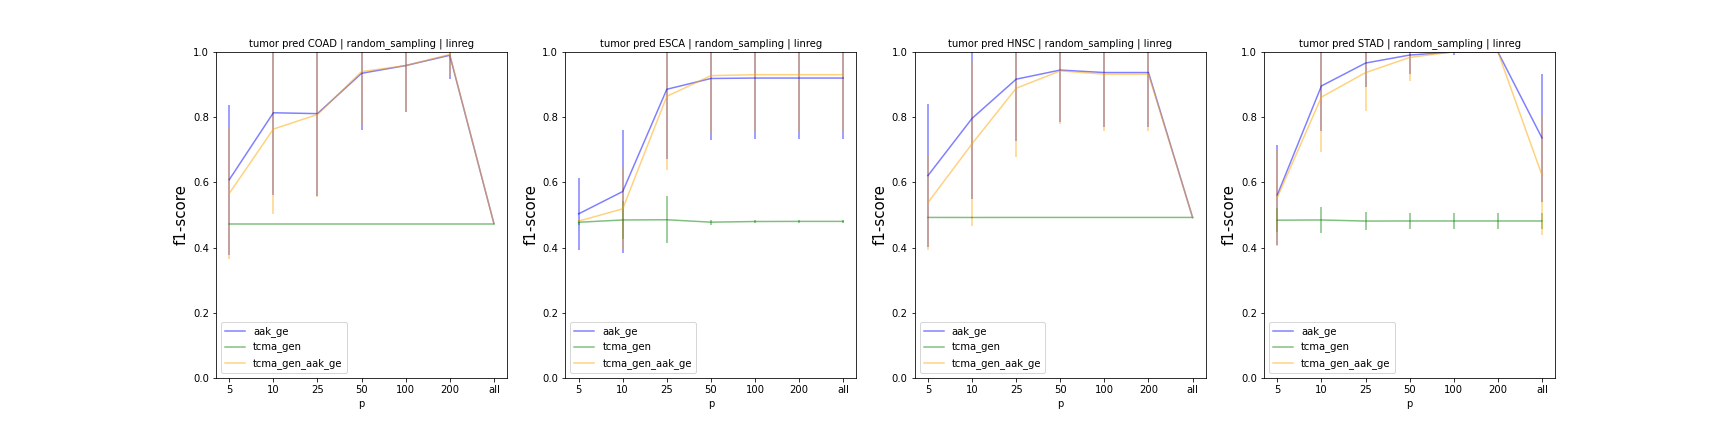 tumor pred COAD | random_sampling | linreg
f1-score
1.0
0.8
0.6
0.4
0.2
0.0
aak_ge
tcma_gen
tcma_gen_aak_ge
5 10 25 50 100 200 all
p
tumor pred ESCA | random_sampling | linreg
f1-score
1.0
0.8
0.6
0.4
0.2
0.0
aak_ge
tcma_gen
tcma_gen_aak_ge
5 10 25 50 100 200 all
p
tumor pred HNSC | random_sampling | linreg
f1-score
1.0
0.8
0.6
0.4
0.2
0.0
aak_ge
tcma_gen
tcma_gen_aak_ge
5 10 25 50 100 200 all
p
tumor pred STAD | random_sampling | linreg
f1-score
1.0
0.8
0.6
0.4
0.2
0.0
aak_ge
tcma_gen
tcma_gen_aak_ge
5 10 25 50 100 200 all
p